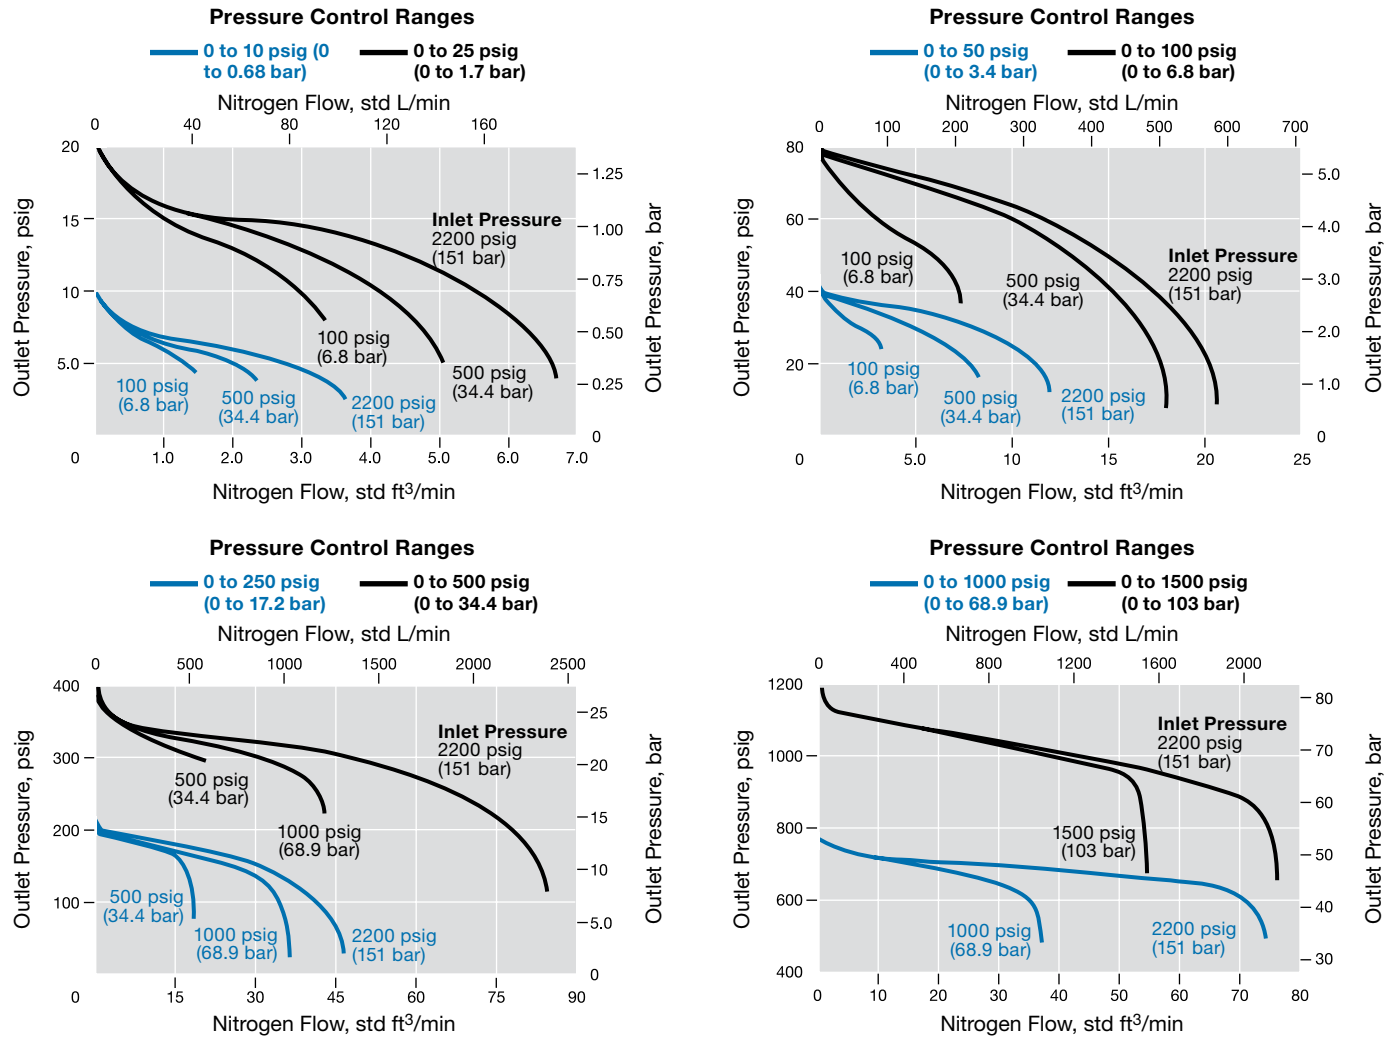 Pressure Control Ranges
0 to 10 psig (0
to 0.68 bar)
0 to 25 psig
(0 to 1.7 bar)
Nitrogen Flow, std L/min
0 40 80 120 160
20
15
10
5.0
0
Outlet Pressure, psig
1.25
1.00
0.75
0.50
0.25
0
Outlet Pressure, bar
Inlet Pressure
2200 psig
(151 bar)
100 psig
(6.8 bar)
500 psig
(34.4 bar)
100 psig
(6.8 bar)
500 psig
(34.4 bar)
2200 psig
(151 bar)
1.0 2.0 3.0 4.0 5.0 6.0 7.0
Nitrogen Flow, std ft³/min
Pressure Control Ranges
0 to 50 psig
(0 to 3.4 bar)
0 to 100 psig
(0 to 6.8 bar)
Nitrogen Flow, std L/min
0 100 200 300 400 500 600 700
80
60
40
20
0
Outlet Pressure, psig
5.0
4.0
3.0
2.0
1.0
0
Outlet Pressure, bar
100 psig
(6.8 bar)
500 psig
(34.4 bar)
Inlet Pressure
2200 psig
(151 bar)
100 psig
(6.8 bar)
500 psig
(34.4 bar)
2200 psig
(151 bar)
5.0 10 15 20 25
Nitrogen Flow, std ft³/min
Pressure Control Ranges
0 to 250 psig
(0 to 17.2 bar)
0 to 500 psig
(0 to 34.4 bar)
Nitrogen Flow, std L/min
0 500 1000 1500 2000 2500
400
300
200
100
0
Outlet Pressure, psig
25
20
15
10
5.0
0
Outlet Pressure, bar
Inlet Pressure
2200 psig
(151 bar)
500 psig
(34.4 bar)
1000 psig
(68.9 bar)
500 psig
(34.4 bar)
1000 psig
(68.9 bar)
2200 psig
(151 bar)
15 30 45 60 75 90
Nitrogen Flow, std ft³/min
Pressure Control Ranges
0 to 1000 psig
(0 to 68.9 bar)
0 to 1500 psig
(0 to 103 bar)
Nitrogen Flow, std L/min
0 400 800 1200 1600 2000
1200
1000
800
600
400
Outlet Pressure, psig
80
70
60
50
40
30
Outlet Pressure, bar
Inlet Pressure
2200 psig
(151 bar)
1500 psig
(103 bar)
1000 psig
(68.9 bar)
2200 psig
(151 bar)
0 10 20 30 40 50 60 70 80
Nitrogen Flow, std ft³/min